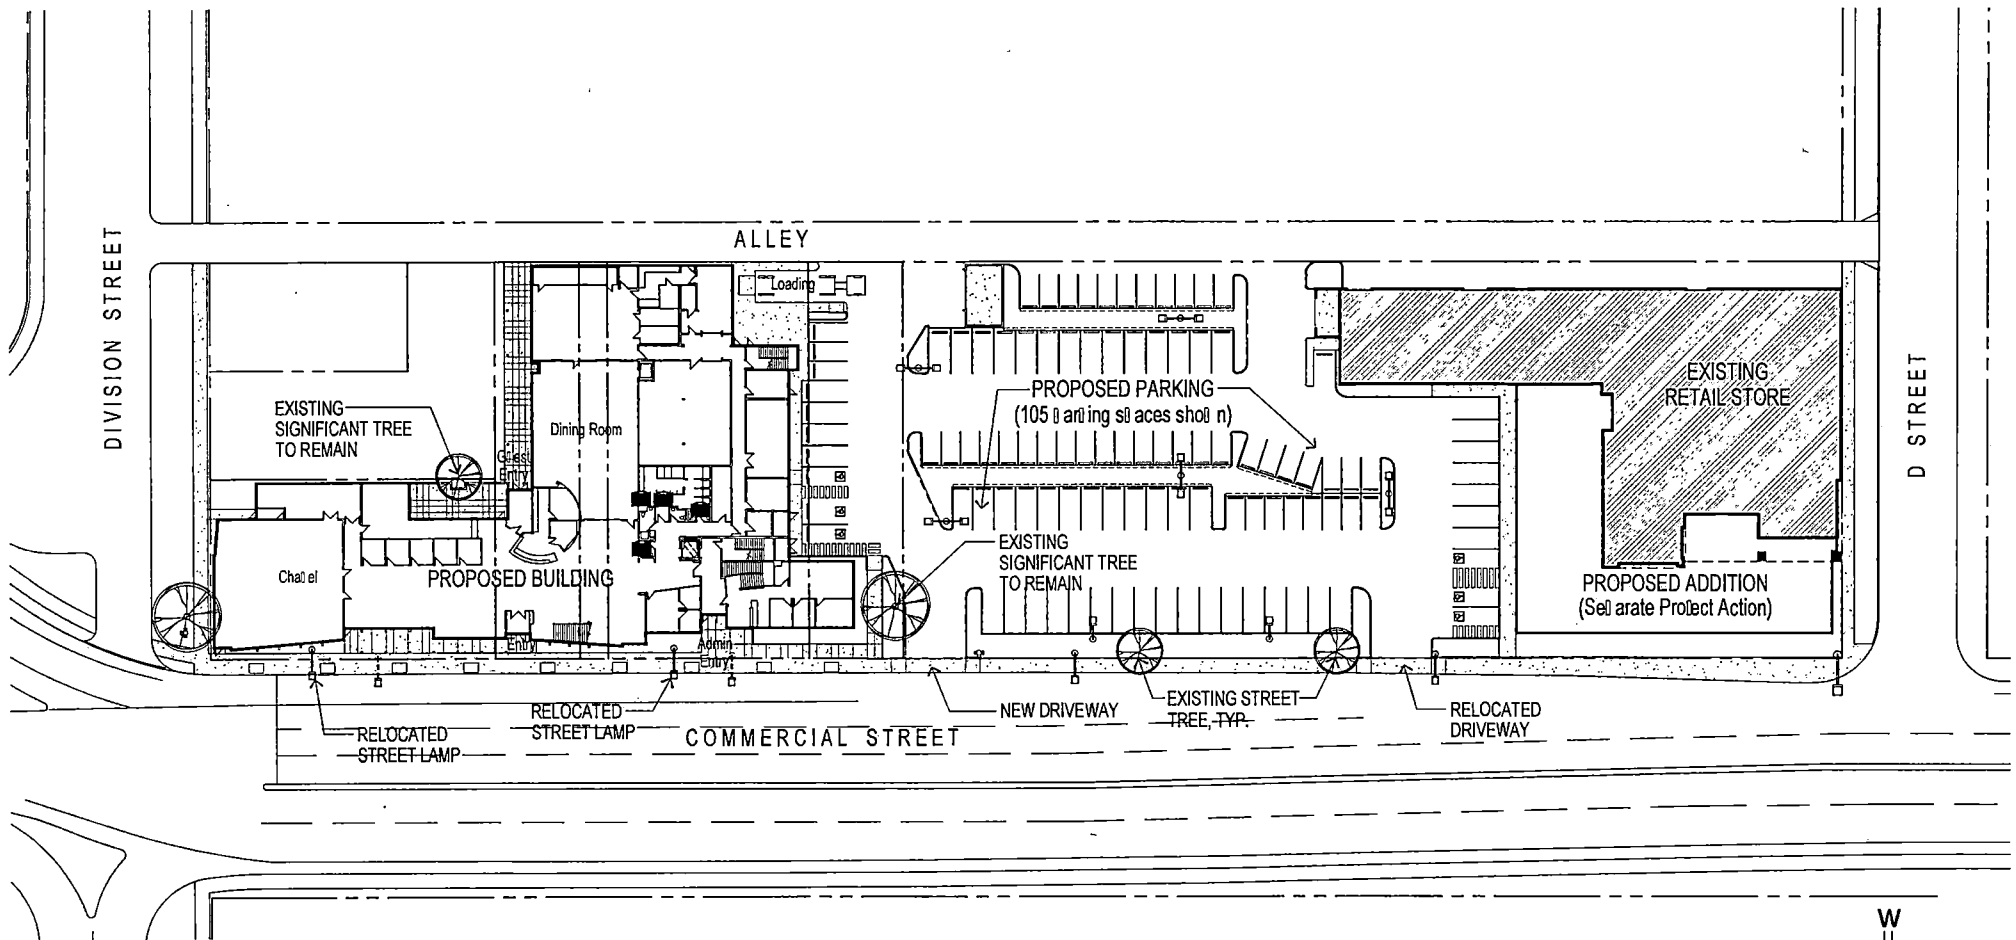 ALLEY
DIVISION STREET
Loading
EXISTING
SIGNIFICANT TREE
TO REMAIN
Dining Room
Entry
PROPOSED PARKING
EXISTING
RETAIL STORE
D STREET
PROPOSED BUILDING
EXISTING
SIGNIFICANT TREE
TO REMAIN
PROPOSED ADDITION
Entry
Admin
Entry
RELOCATED
STREET LAMP
RELOCATED
STREET LAMP
COMMERCIAL STREET
NEW DRIVEWAY
EXISTING STREET
TREE, TYP.
RELOCATED
DRIVEWAY
W